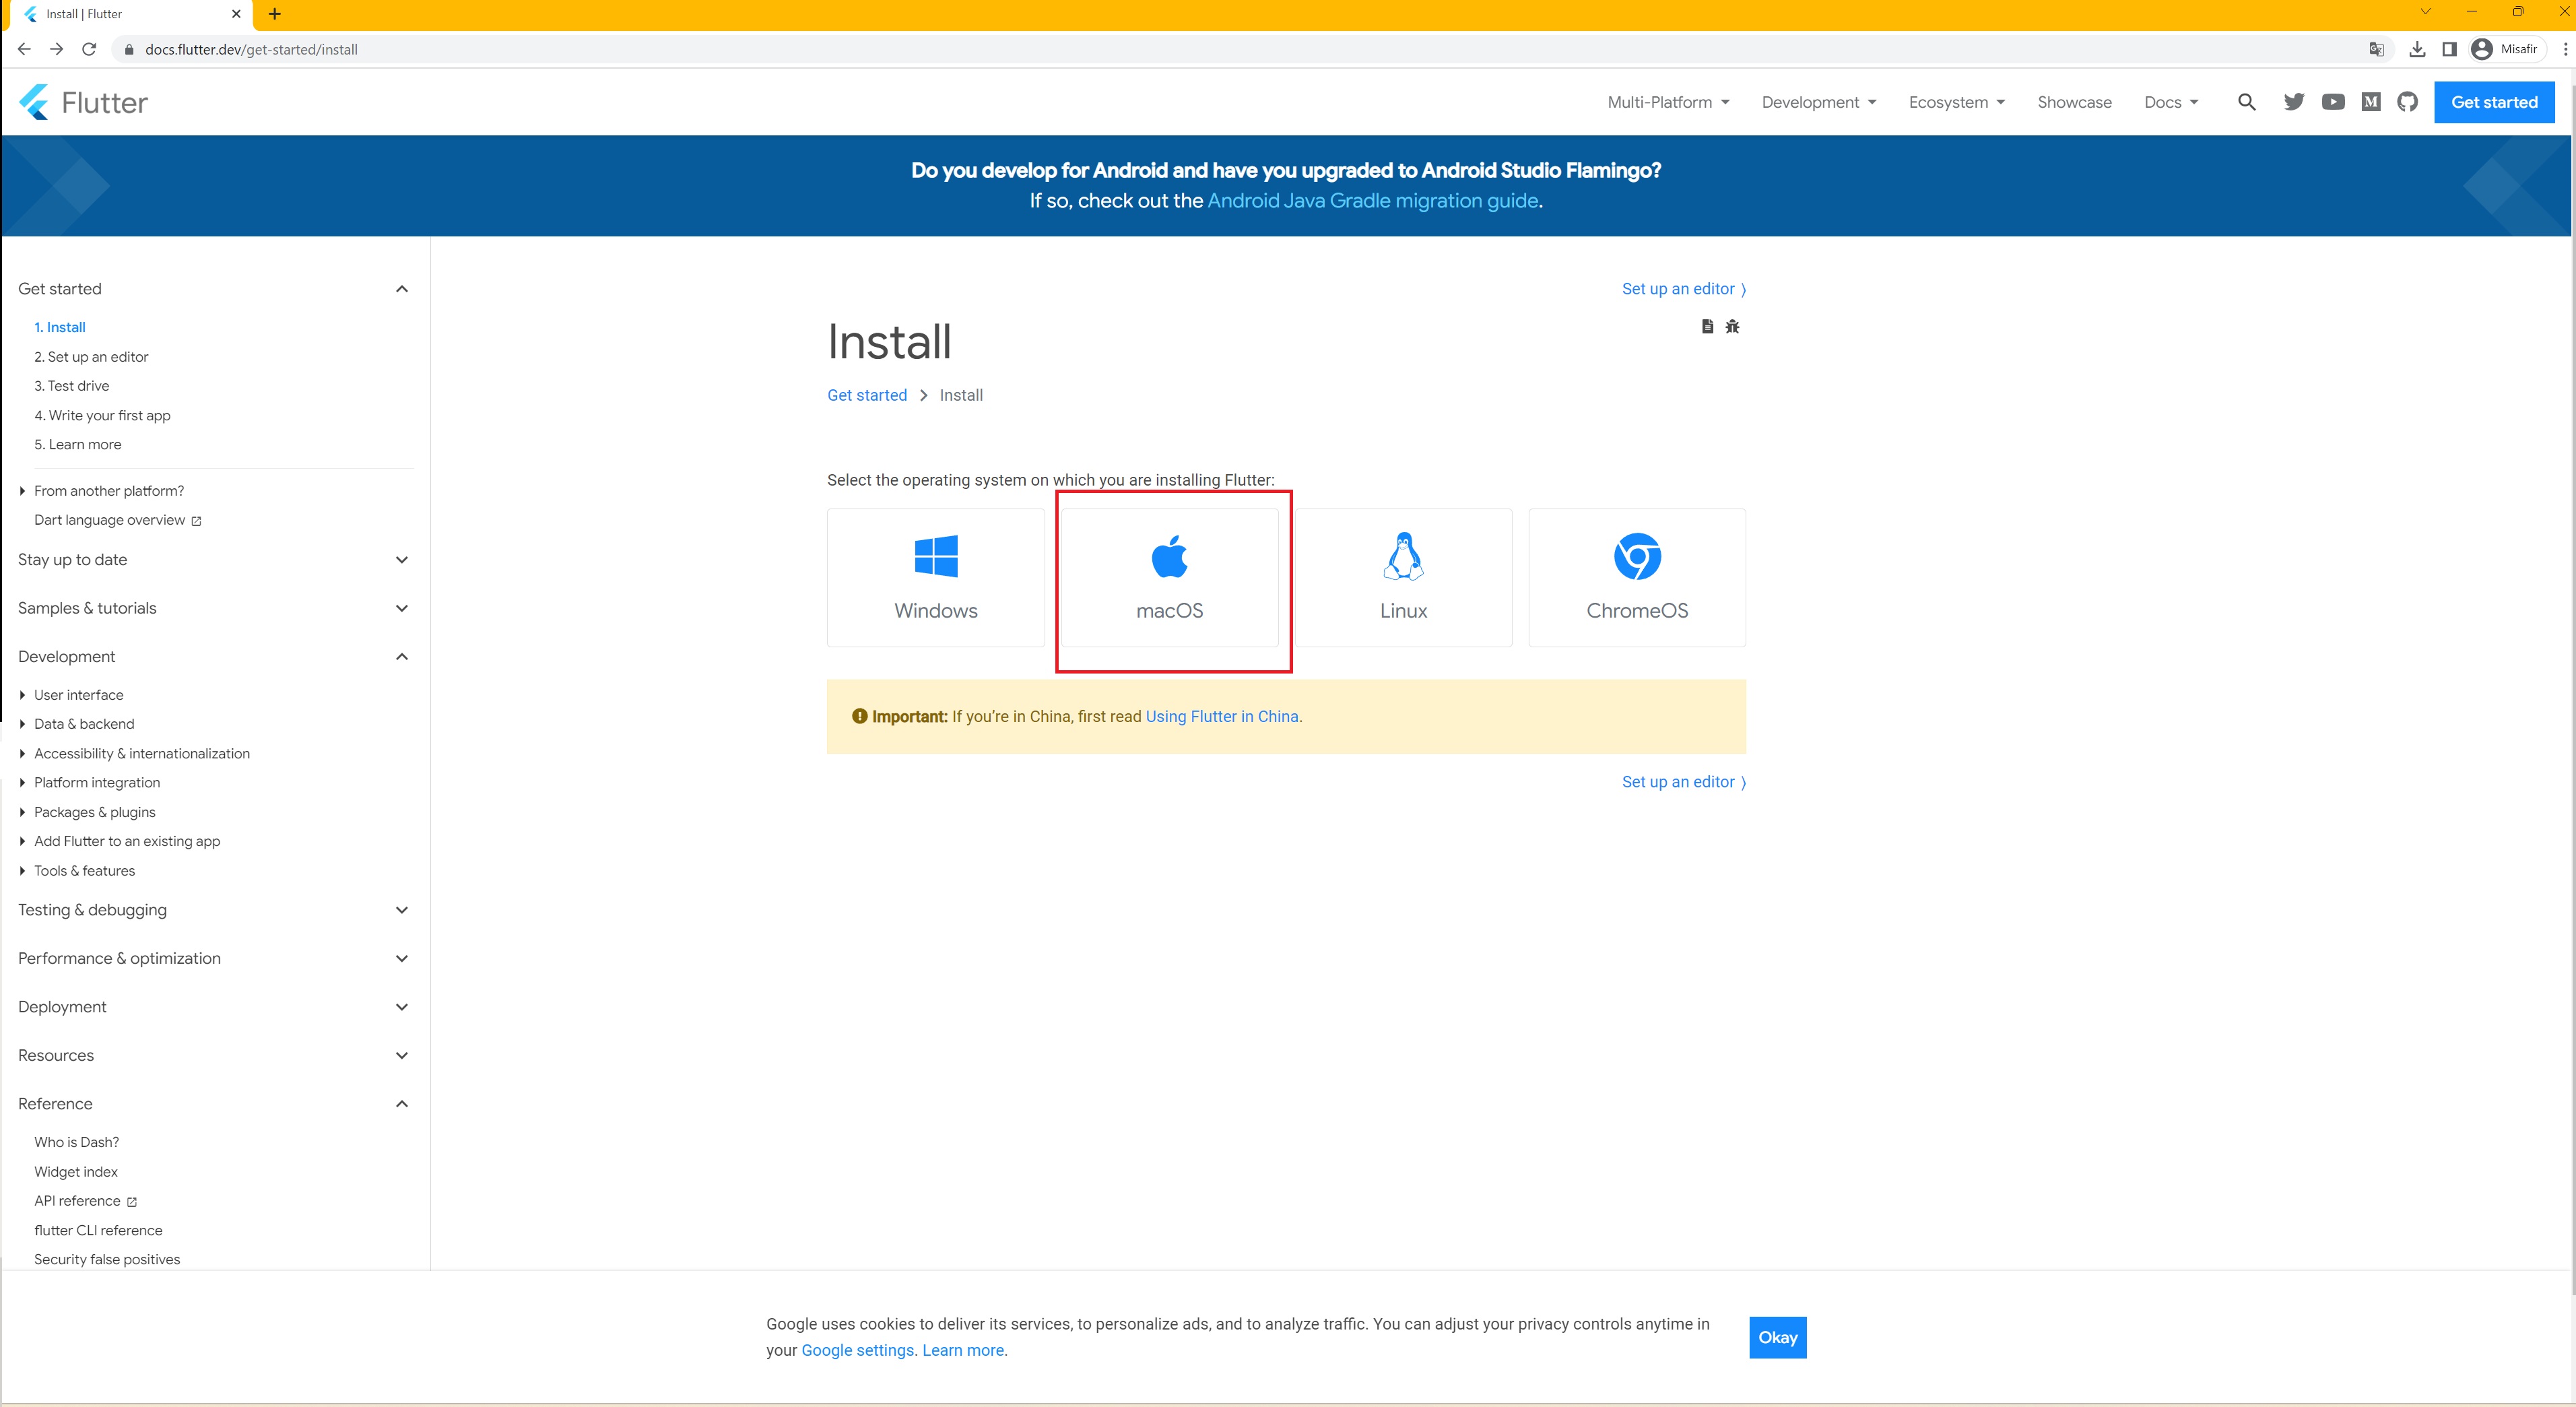 Install | Flutter
docs.flutter.dev/get-started/install
Misafir
Flutter
Multi-Platform
Development
Ecosystem
Showcase
Docs
Get started
Do you develop for Android and have you upgraded to Android Studio Flamingo?
If so, check out the Android Java Gradle migration guide.
Get started
1. Install
2. Set up an editor
3. Test drive
4. Write your first app
5. Learn more
From another platform?
Dart language overview
Stay up to date
Samples & tutorials
Development
User interface
Data & backend
Accessibility & internationalization
Platform integration
Packages & plugins
Add Flutter to an existing app
Tools & features
Testing & debugging
Performance & optimization
Deployment
Resources
Reference
Who is Dash?
Widget index
API reference
flutter CLI reference
Security false positives
Set up an editor
Install
Get started > Install
Select the operating system on which you are installing Flutter:
Windows
macOS
Linux
ChromeOS
Important: If you’re in China, first read Using Flutter in China.
Set up an editor
Google uses cookies to deliver its services, to personalize ads, and to analyze traffic. You can adjust your privacy controls anytime in
your Google settings. Learn more.
Okay